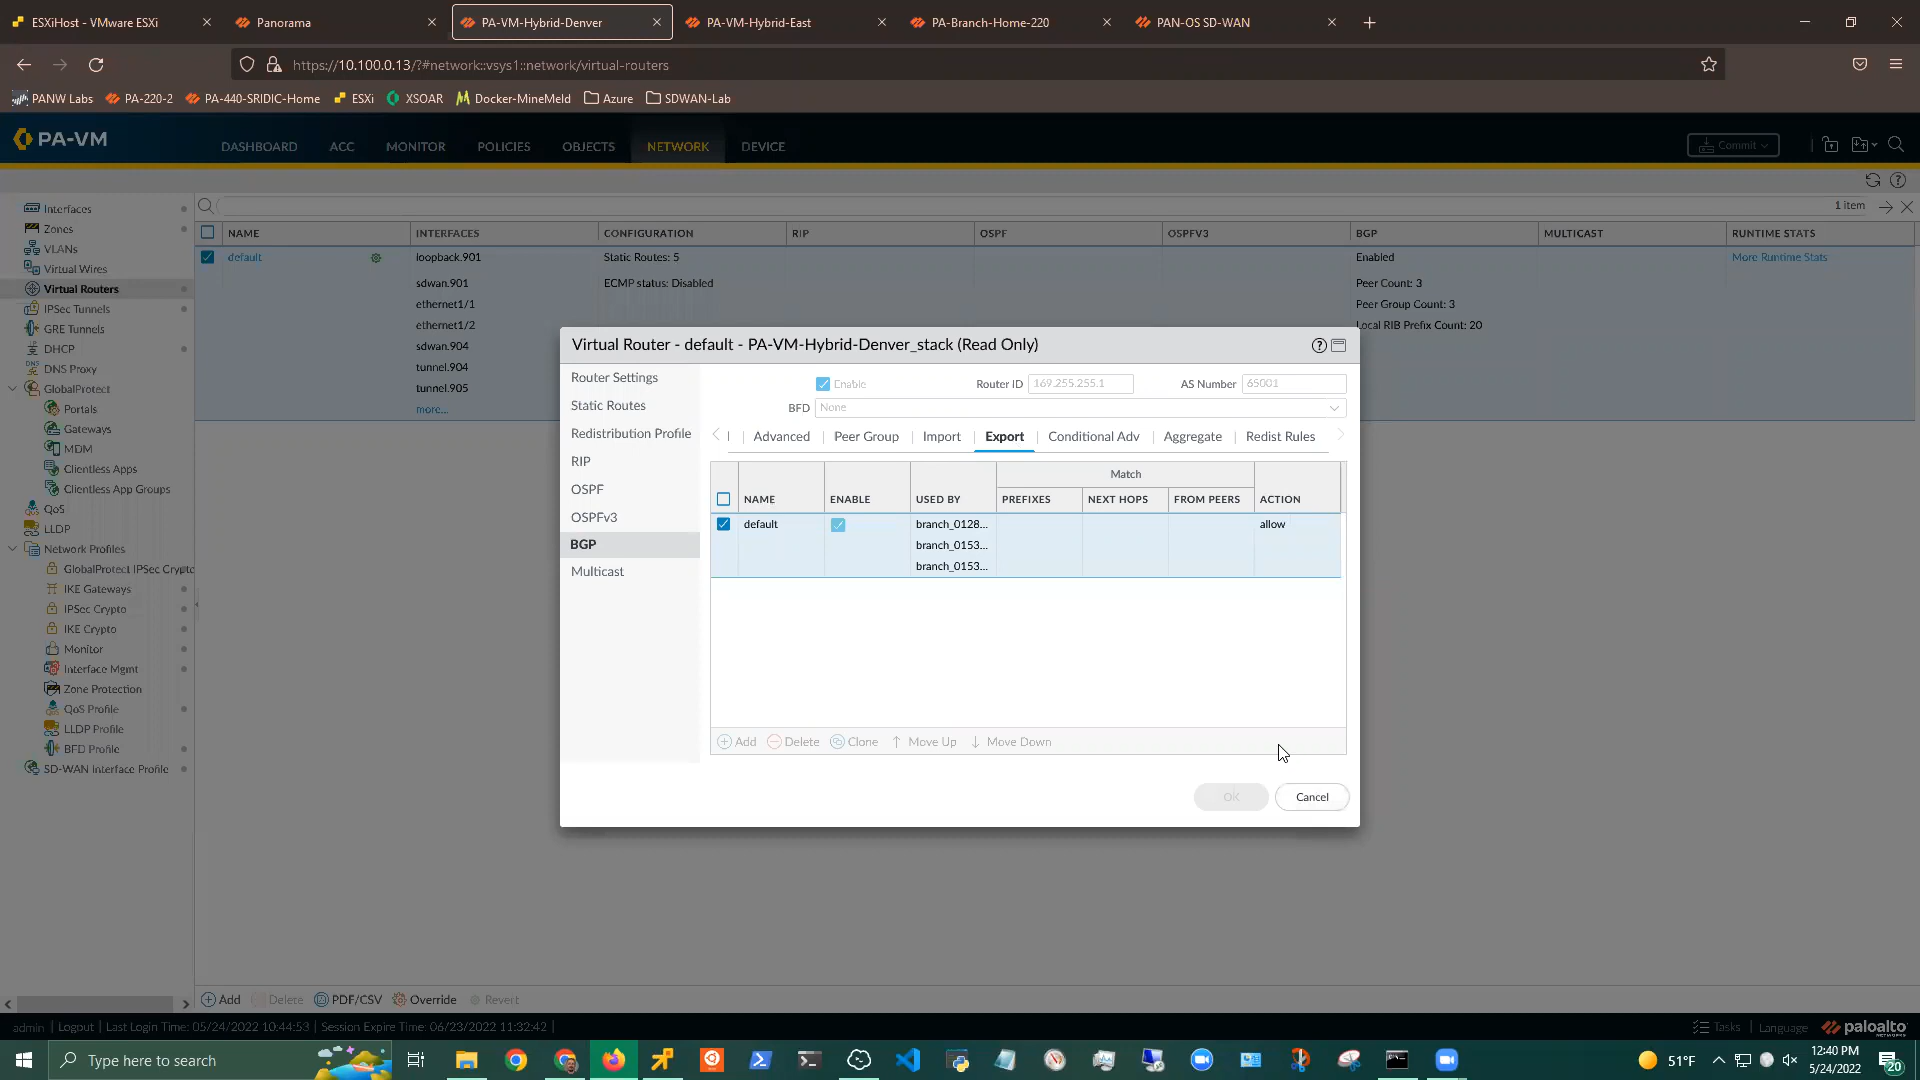 ESXiHost - VMware ESXi
Panorama
PA-VM-Hybrid-Denver
PA-VM-Hybrid-East
PA-Branch-Home-220
PAN-OS SD-WAN
https://10.100.0.13/?#network::vsys1::network/virtual-routers
PANW Labs PA-220-2 PA-440-SRIDIC-Home ESXi XSOAR Docker-MineMeld Azure SDWAN-Lab
PA-VM
DASHBOARD ACC MONITOR POLICIES OBJECTS NETWORK DEVICE
Commit
1 item
Interfaces
Zones
VLANs
Virtual Wires
Virtual Routers
IPSec Tunnels
GRE Tunnels
DHCP
DNS Proxy
GlobalProtect
Portals
Gateways
MDM
Clientless Apps
Clientless App Groups
QoS
LLDP
Network Profiles
GlobalProtect IPSec Crypto
IKE Gateways
IPSec Crypto
IKE Crypto
Monitor
Interface Mgmt
Zone Protection
QoS Profile
LLDP Profile
BFD Profile
SD-WAN Interface Profile
NAME INTERFACES CONFIGURATION RIP OSPF OSPFV3 BGP MULTICAST RUNTIME STATS
default loopback.901 Static Routes: 5 Enabled More Runtime Stats
sdwan.901 ECMP status: Disabled Peer Count: 3
ethernet1/1 Peer Group Count: 3
ethernet1/2 Local RIB Prefix Count: 20
sdwan.904
tunnel.904
tunnel.905
more...
Virtual Router - default - PA-VM-Hybrid-Denver_stack (Read Only)
Router Settings
Static Routes
Redistribution Profile
RIP
OSPF
OSPFv3
BGP
Multicast
Enable Router ID 169.255.255.1 AS Number 65001
BFD None
Advanced Peer Group Import Export Conditional Adv Aggregate Redist Rules
Match
NAME ENABLE USED BY PREFIXES NEXT HOPS FROM PEERS ACTION
default branch_0128... allow
branch_0153...
branch_0153...
Add Delete Clone Move Up Move Down
OK Cancel
Add Delete PDF/CSV Override Revert
admin | Logout | Last Login Time: 05/24/2022 10:44:53 | Session Expire Time: 06/23/2022 11:32:42 |
Tasks | Language paloalto
NETWORKS
Type here to search
51°F
12:40 PM
5/24/2022
20